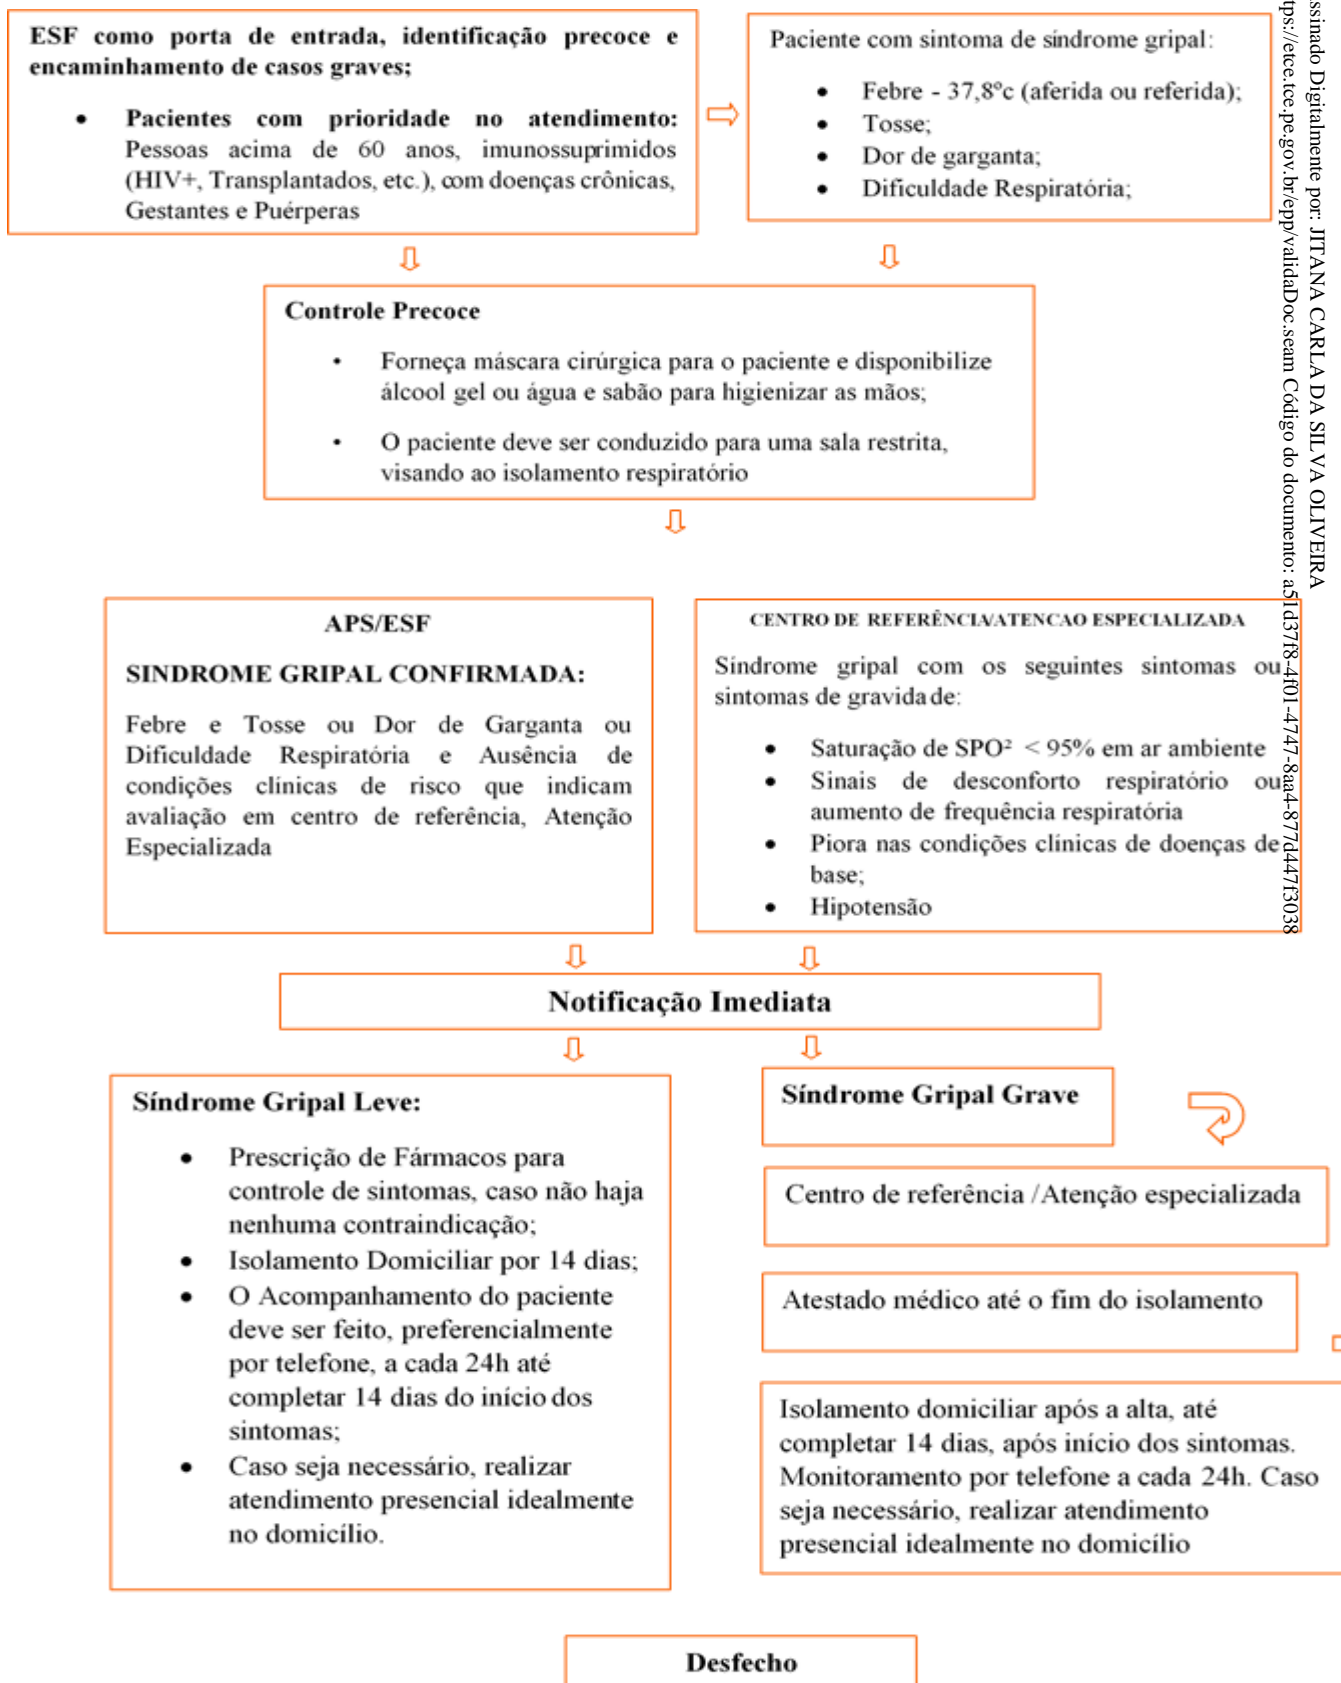 ESF como porta de entrada, identificação precoce e
encaminhamento de casos graves;
• Pacientes com prioridade no atendimento:
Pessoas acima de 60 anos, imunossuprimidos
(HIV+, Transplantados, etc.), com doenças crônicas,
Gestantes e Puérperas
Paciente com sintoma de síndrome gripal:
• Febre - 37,8ºc (aferida ou referida);
• Tosse;
• Dor de garganta;
• Dificuldade Respiratória;
Controle Precoce
• Forneça máscara cirúrgica para o paciente e disponibilize
álcool gel ou água e sabão para higienizar as mãos;
• O paciente deve ser conduzido para uma sala restrita,
visando ao isolamento respiratório
APS/ESF
SINDROME GRIPAL CONFIRMADA:
Febre e Tosse ou Dor de Garganta ou
Dificuldade Respiratória e Ausência de
condições clínicas de risco que indicam
avaliação em centro de referência, Atenção
Especializada
CENTRO DE REFERÊNCIA/ATENCAO ESPECIALIZADA
Síndrome gripal com os seguintes sintomas ou
sintomas de gravidade:
• Saturação de SPO² < 95% em ar ambiente
• Sinais de desconforto respiratório ou
aumento de frequência respiratória
• Piora nas condições clínicas de doenças de
base;
• Hipotensão
Notificação Imediata
Síndrome Gripal Leve:
• Prescrição de Fármacos para
controle de sintomas, caso não haja
nenhuma contraindicação;
• Isolamento Domiciliar por 14 dias;
• O Acompanhamento do paciente
deve ser feito, preferencialmente
por telefone, a cada 24h até
completar 14 dias do início dos
sintomas;
• Caso seja necessário, realizar
atendimento presencial idealmente
no domicílio.
Síndrome Gripal Grave
Centro de referência /Atenção especializada
Atestado médico até o fim do isolamento
Isolamento domiciliar após a alta, até
completar 14 dias, após início dos sintomas.
Monitoramento por telefone a cada 24h. Caso
seja necessário, realizar atendimento
presencial idealmente no domicílio
Desfecho
ssinado Digitalmente por: JITANA CARLA DA SILVA OLIVEIRA
tps://etce.tce.pe.gov.br/epp/validaDoc.seam Código do documento: a51d37f8-4f01-4747-8aa4-877d447f3038